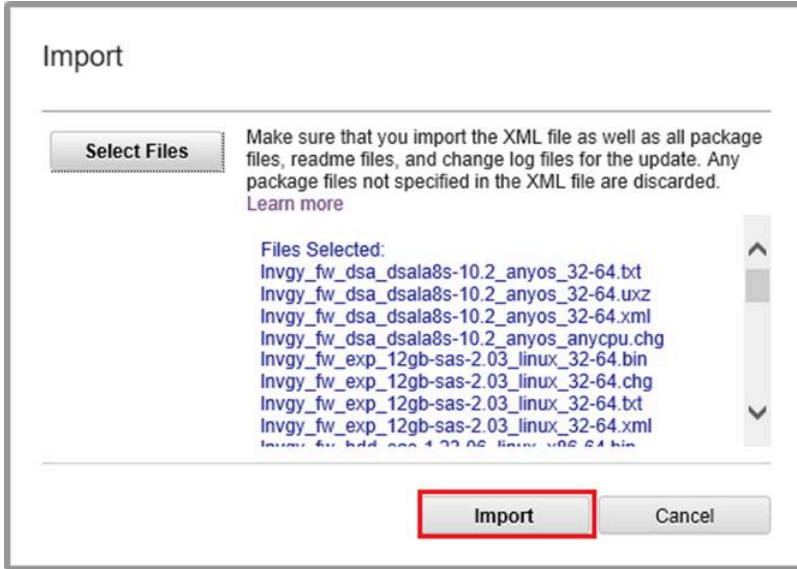 Import
Select Files
Make sure that you import the XML file as well as all package
files, readme files, and change log files for the update. Any
package files not specified in the XML file are discarded.
Learn more
Files Selected:
lnvgy_fw_dsa_dsala8s-10.2_anyos_32-64.txt
lnvgy_fw_dsa_dsala8s-10.2_anyos_32-64.uxz
lnvgy_fw_dsa_dsala8s-10.2_anyos_32-64.xml
lnvgy_fw_dsa_dsala8s-10.2_anyos_anycpu.chg
lnvgy_fw_exp_12gb-sas-2.03_linux_32-64.bin
lnvgy_fw_exp_12gb-sas-2.03_linux_32-64.chg
lnvgy_fw_exp_12gb-sas-2.03_linux_32-64.txt
lnvgy_fw_exp_12gb-sas-2.03_linux_32-64.xml
Import
Cancel